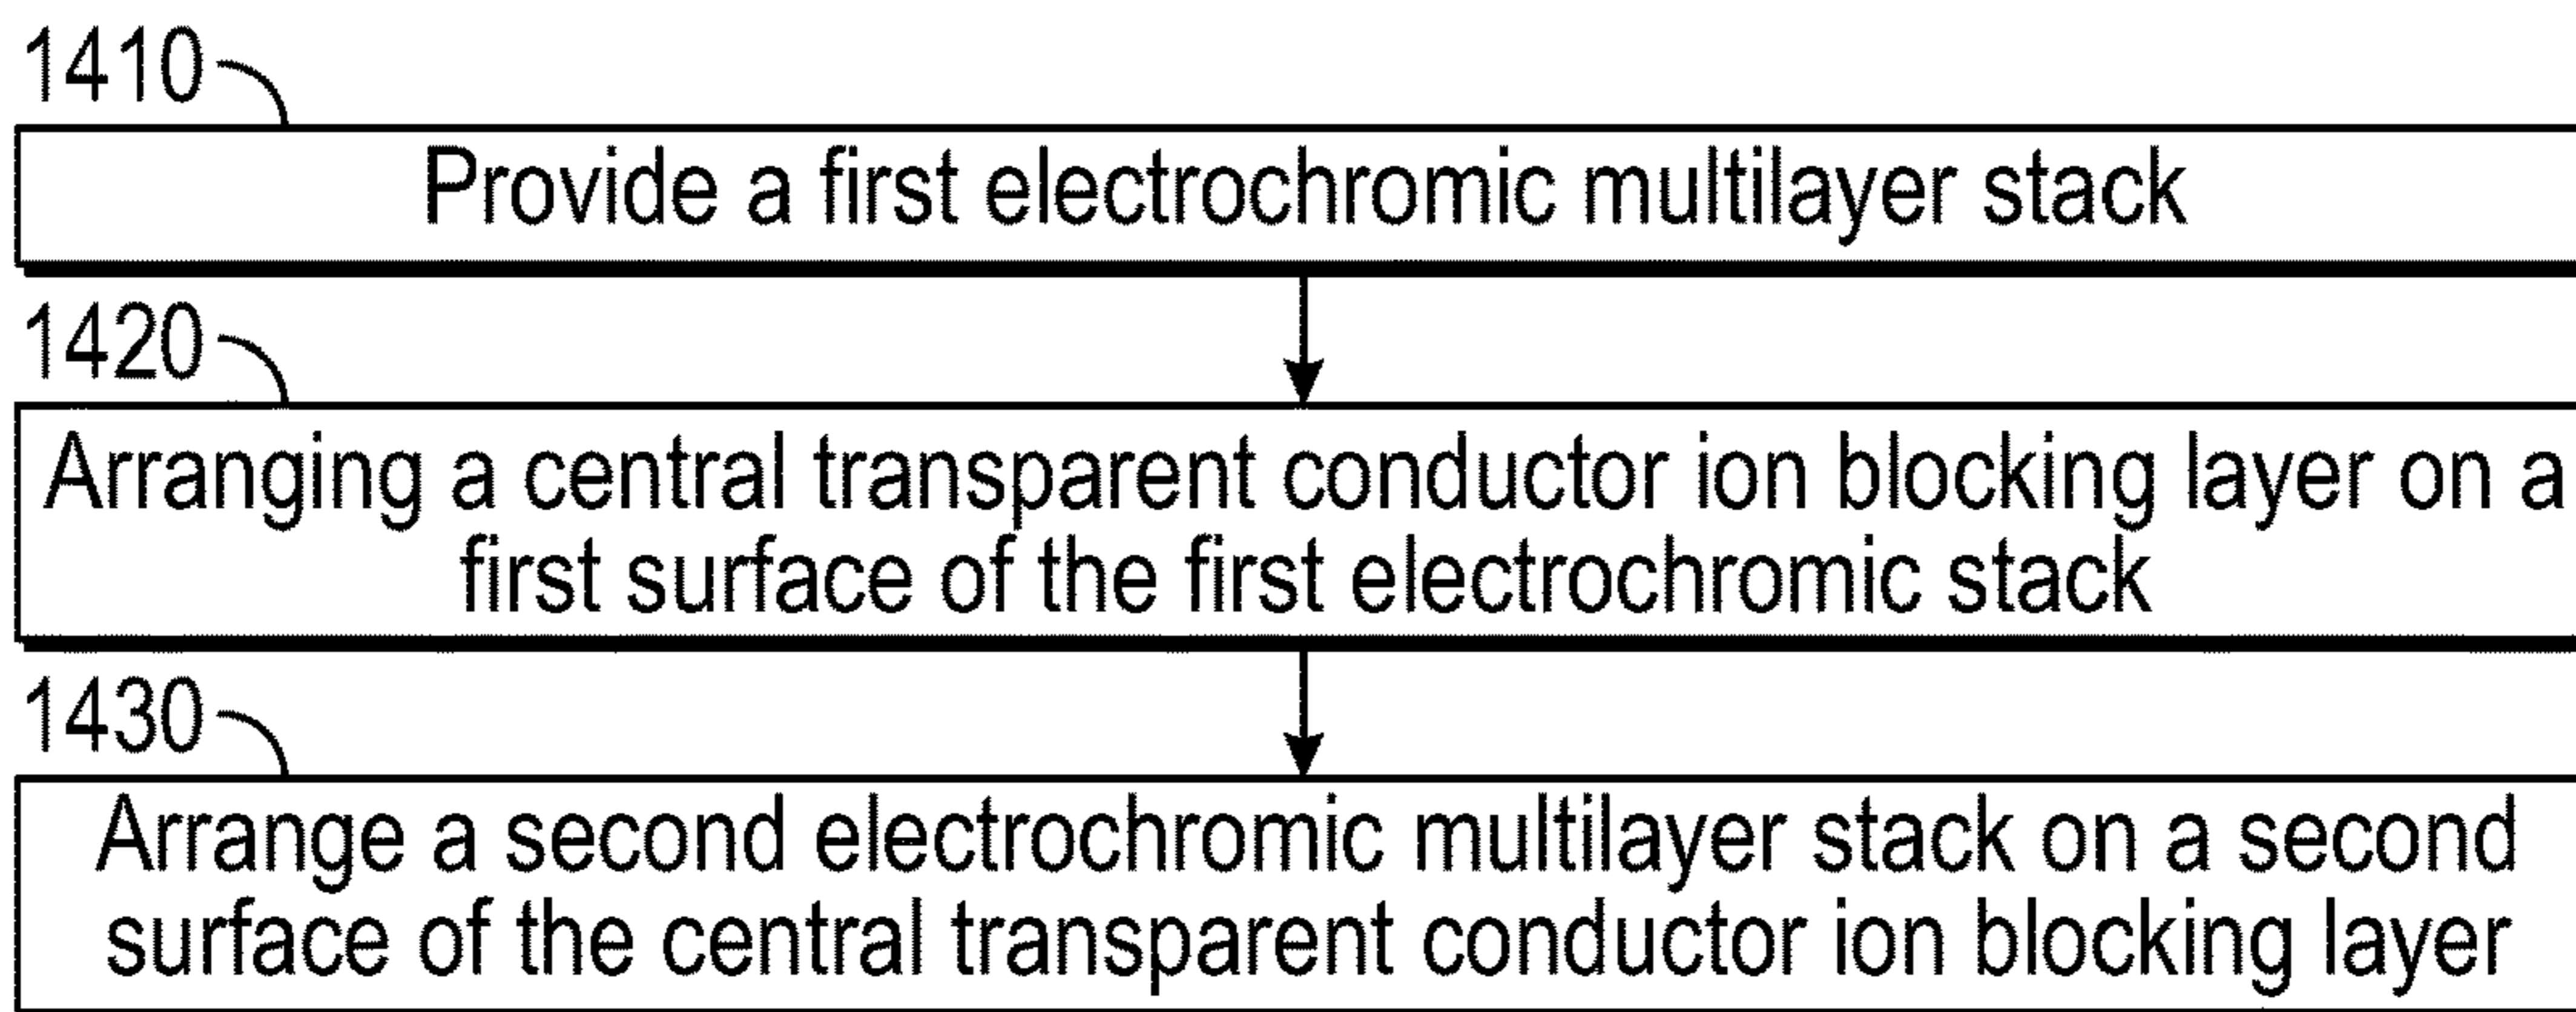 1410
Provide a first electrochromic multilayer stack
1420
Arranging a central transparent conductor ion blocking layer on a
first surface of the first electrochromic stack
1430
Arrange a second electrochromic multilayer stack on a second
surface of the central transparent conductor ion blocking layer